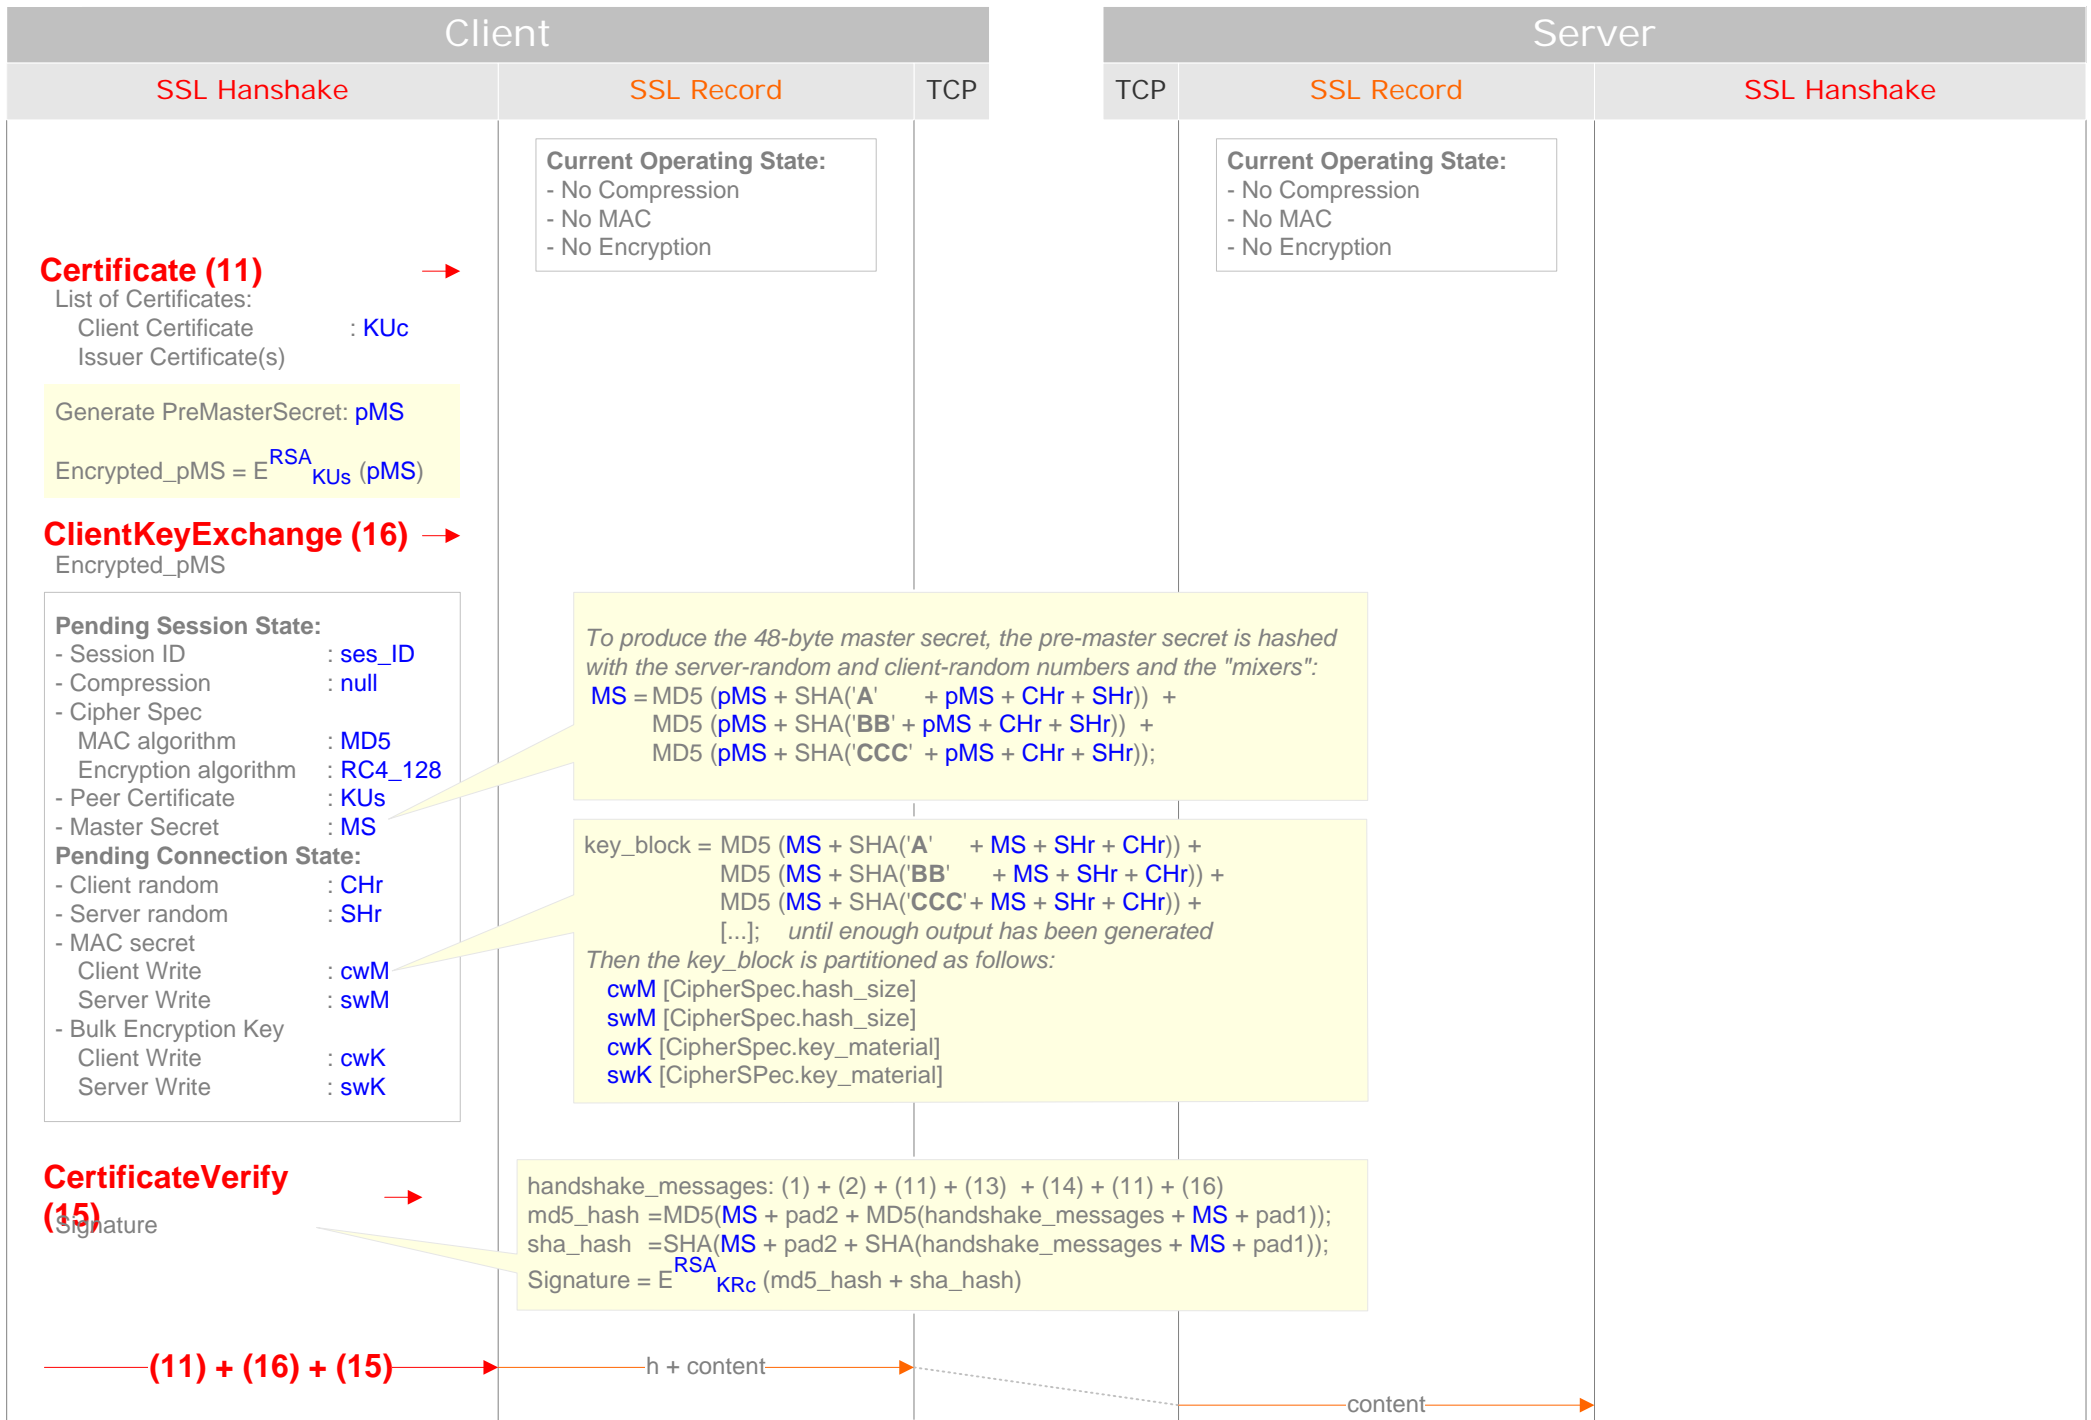 Client
Server
SSL Hanshake
SSL Record
TCP
TCP
SSL Record
SSL Hanshake
Current Operating State:
- No Compression
- No MAC
- No Encryption
Current Operating State:
- No Compression
- No MAC
- No Encryption
Certificate (11)
List of Certificates:
Client Certificate : KUc
Issuer Certificate(s)
Generate PreMasterSecret: pMS
Encrypted_pMS = E RSA KUs (pMS)
ClientKeyExchange (16)
Encrypted_pMS
Pending Session State:
- Session ID : ses_ID
- Compression : null
- Cipher Spec
MAC algorithm : MD5
Encryption algorithm : RC4_128
- Peer Certificate : KUs
- Master Secret : MS
Pending Connection State:
- Client random : CHr
- Server random : SHr
- MAC secret
Client Write : cwM
Server Write : swM
- Bulk Encryption Key
Client Write : cwK
Server Write : swK
To produce the 48-byte master secret, the pre-master secret is hashed
with the server-random and client-random numbers and the "mixers":
MS = MD5 (pMS + SHA('A' + pMS + CHr + SHr)) +
MD5 (pMS + SHA('BB' + pMS + CHr + SHr)) +
MD5 (pMS + SHA('CCC' + pMS + CHr + SHr));
key_block = MD5 (MS + SHA('A' + MS + SHr + CHr)) +
MD5 (MS + SHA('BB' + MS + SHr + CHr)) +
MD5 (MS + SHA('CCC' + MS + SHr + CHr)) +
[...]; until enough output has been generated
Then the key_block is partitioned as follows:
cwM [CipherSpec.hash_size]
swM [CipherSpec.hash_size]
cwK [CipherSpec.key_material]
swK [CipherSPec.key_material]
CertificateVerify
(15)
Signature
handshake_messages: (1) + (2) + (11) + (13) + (14) + (11) + (16)
md5_hash =MD5(MS + pad2 + MD5(handshake_messages + MS + pad1));
sha_hash =SHA(MS + pad2 + SHA(handshake_messages + MS + pad1));
Signature = E RSA KRc (md5_hash + sha_hash)
(11) + (16) + (15)
h + content
content